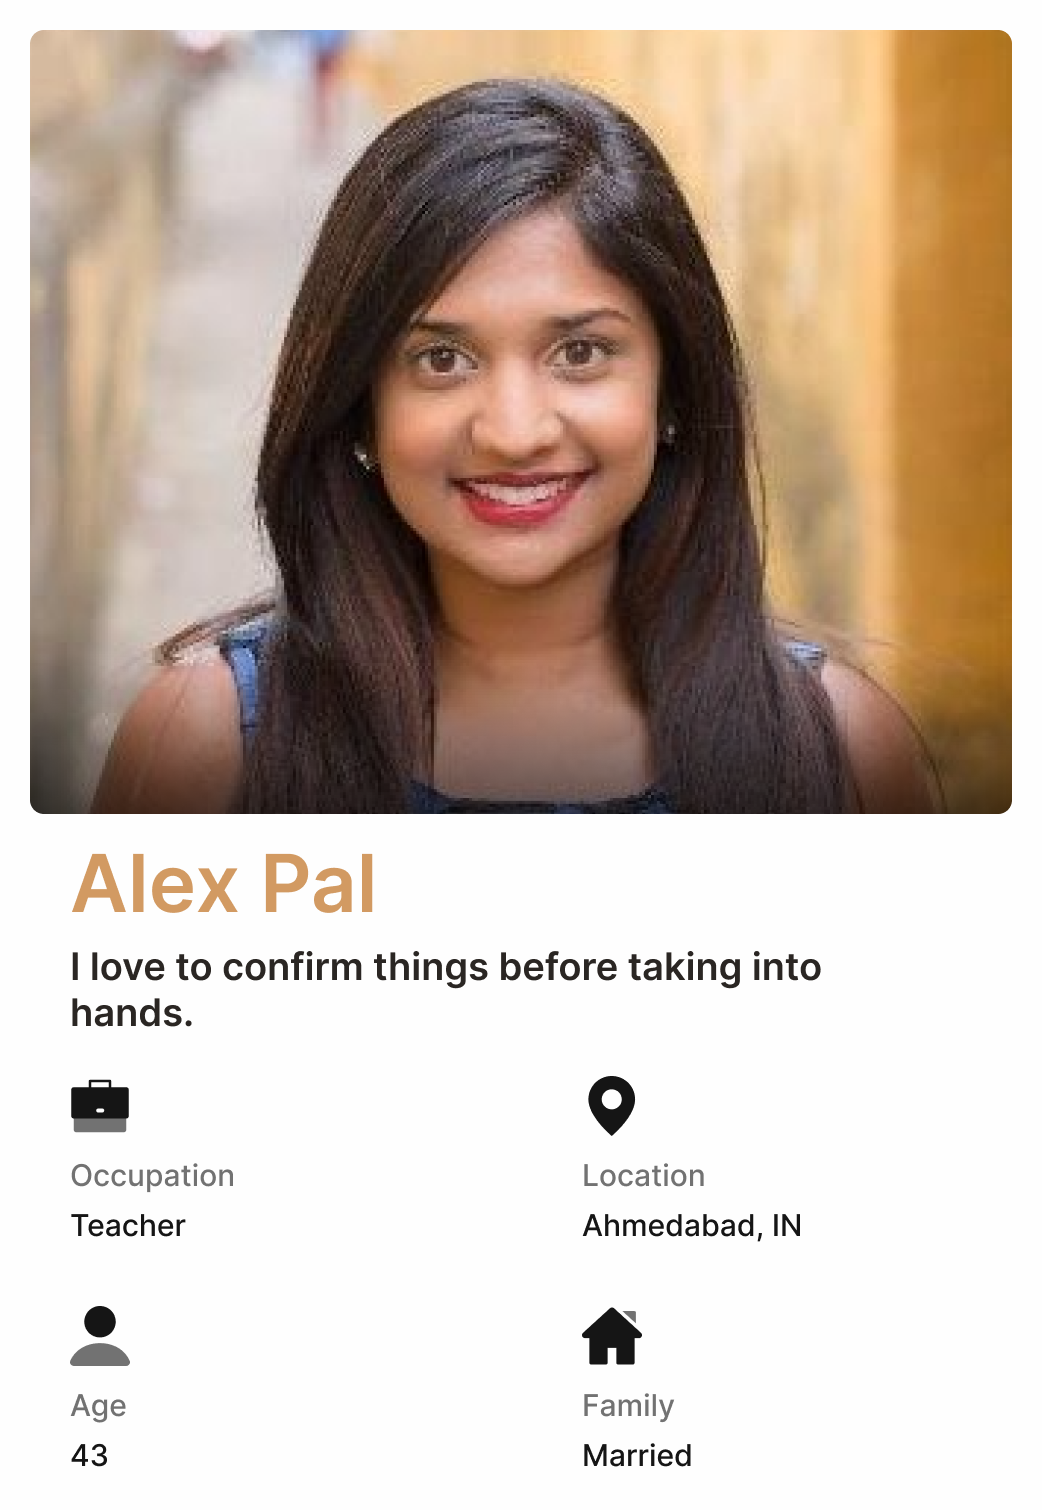 Alex Pal
I love to confirm things before taking into
hands.
Occupation
Teacher
Location
Ahmedabad, IN
Age
43
Family
Married